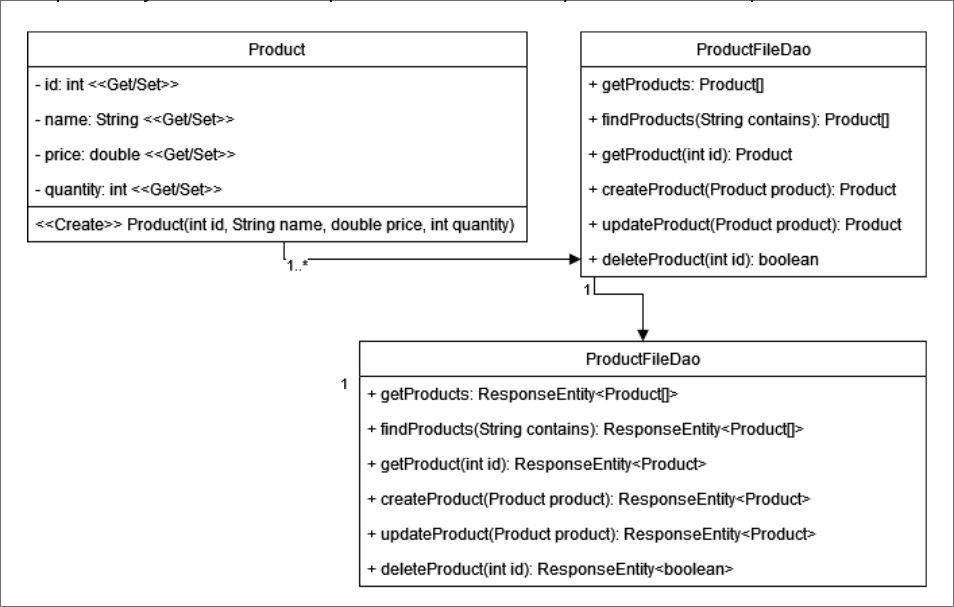 Product
- id: int <<Get/Set>>
- name: String <<Get/Set>>
- price: double <<Get/Set>>
- quantity: int <<Get/Set>>
<<Create>> Product(int id, String name, double price, int quantity)
1..*
ProductFileDao
+ getProducts: Product[]
+ findProducts(String contains): Product[]
+ getProduct(int id): Product
+ createProduct(Product product): Product
+ updateProduct(Product product): Product
+ deleteProduct(int id): boolean
1
1
ProductFileDao
+ getProducts: ResponseEntity<Product[]>
+ findProducts(String contains): ResponseEntity<Product[]>
+ getProduct(int id): ResponseEntity<Product>
+ createProduct(Product product): ResponseEntity<Product>
+ updateProduct(Product product): ResponseEntity<Product>
+ deleteProduct(int id): ResponseEntity<boolean>